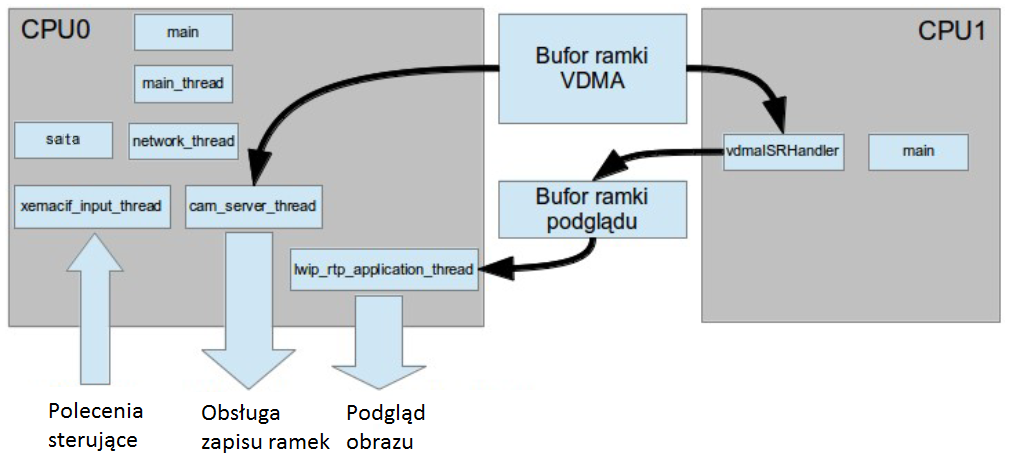 CPU0
main
main_thread
sata
network_thread
xemacif_input_thread
cam_server_thread
lwip_rtp_application_thread
Bufor ramki
VDMA
Bufor ramki
podglądu
CPU1
vdmaISRHandler
main
Polecenia
sterujące
Obsługa
zapisu ramek
Podgląd
obrazu